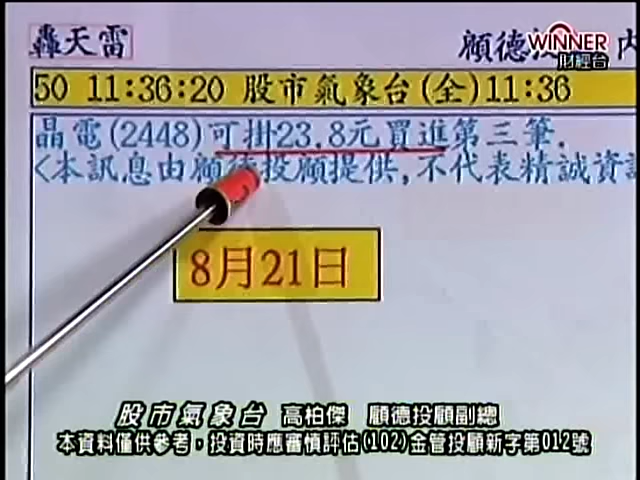 轟天雷
顧德投 內
WINNER
財經台
50 11:36:20 股市氣象台(全)11:36
晶電(2448)可掛23.8元買進第三筆.
<本訊息由顧德投顧提供,不代表精誠資訊
8月21日
股市氣象台 高柏傑 顧德投顧副總
本資料僅供參考，投資時應審慎評估(102)金管投顧新字第012號